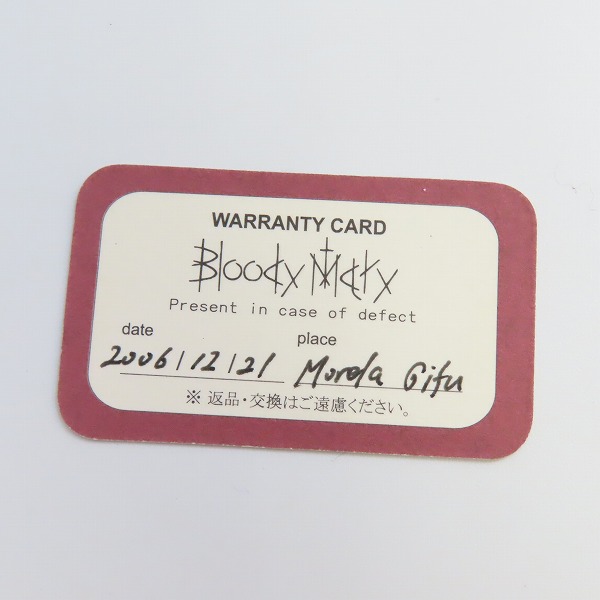 WARRANTY CARD
Bloody Mary
Present in case of defect
date place
2006/12/21 Morela Gifu
※ 返品・交換はご遠慮ください。